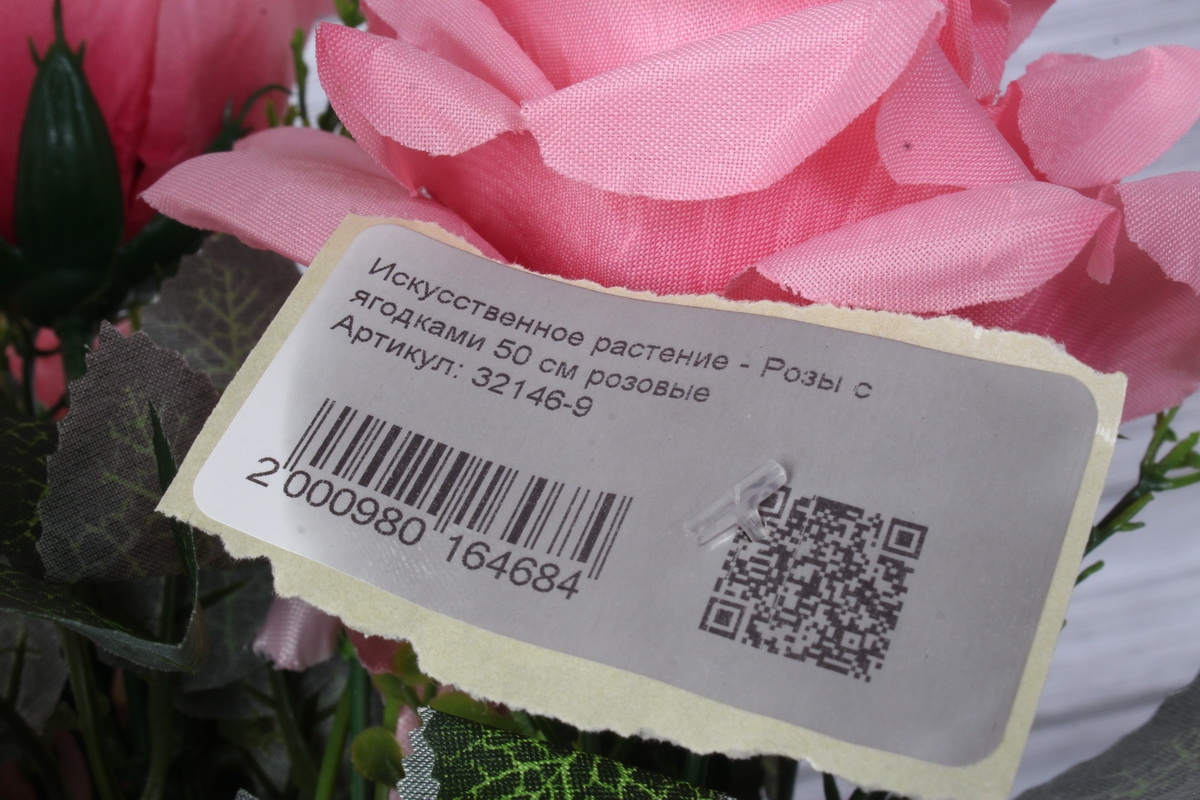 Искусственное растение - Розы с
ягодками 50 см розовые
Артикул: 32146-9
2 000980 164684